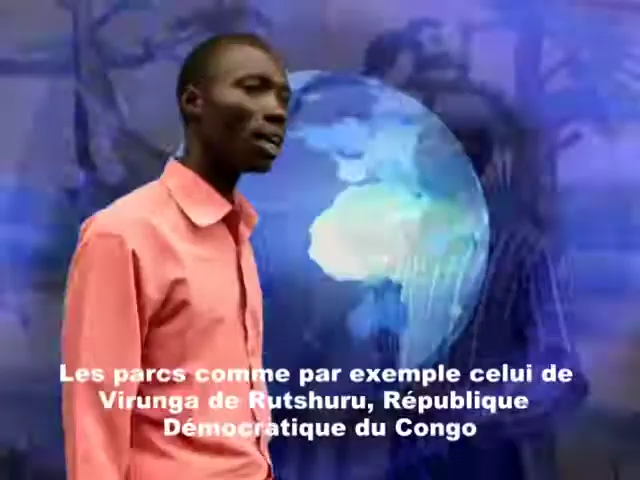 Les parcs comme par exemple celui de
Virunga de Rutshuru, République
Démocratique du Congo